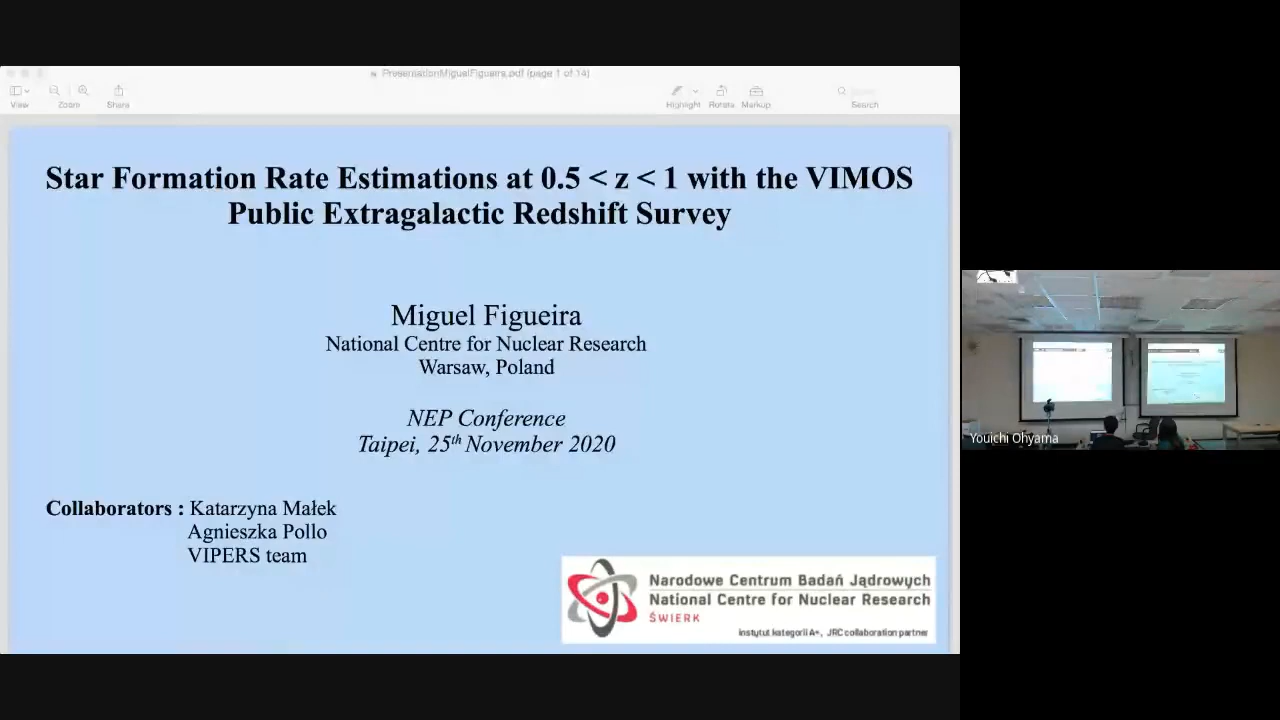 PresentationMiguelFigueira.pdf (page 1 of 14)
View
Zoom
Share
Highlight
Rotate
Markup
Search
Star Formation Rate Estimations at 0.5 < z < 1 with the VIMOS
Public Extragalactic Redshift Survey
Miguel Figueira
National Centre for Nuclear Research
Warsaw, Poland
NEP Conference
Taipei, 25th November 2020
Collaborators : Katarzyna Małek
Agnieszka Pollo
VIPERS team
Narodowe Centrum Badań Jądrowych
National Centre for Nuclear Research
ŚWIERK
instytut kategorii A+, JRC collaboration partner
Youichi Ohyama